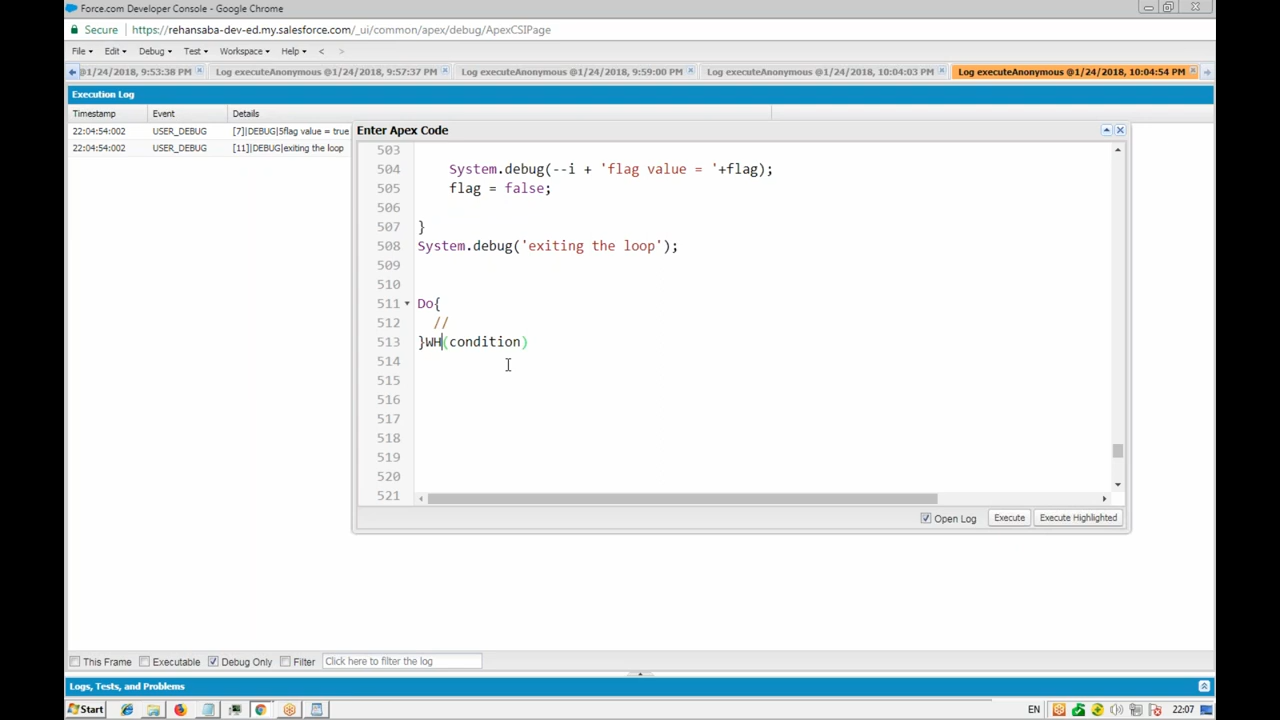 Force.com Developer Console - Google Chrome
Secure https://rehansaba-dev-ed.my.salesforce.com/_ui/common/apex/debug/ApexCSIPage
File Edit Debug Test Workspace Help < >
@1/24/2018, 9:53:38 PM Log executeAnonymous @1/24/2018, 9:57:37 PM Log executeAnonymous @1/24/2018, 9:59:00 PM Log executeAnonymous @1/24/2018, 10:04:03 PM Log executeAnonymous @1/24/2018, 10:04:54 PM
Execution Log
Timestamp Event Details
22:04:54:002 USER_DEBUG [7]|DEBUG|5flag value = true
22:04:54:002 USER_DEBUG [11]|DEBUG|exiting the loop
Enter Apex Code
503
504 System.debug(--i + 'flag value = '+flag);
505 flag = false;
506
507 }
508 System.debug('exiting the loop');
509
510
511 Do{
512 //
513 }WH(condition)
514
515
516
517
518
519
520
521
Open Log Execute Execute Highlighted
This Frame Executable Debug Only Filter Click here to filter the log
Logs, Tests, and Problems
Start EN 22:07